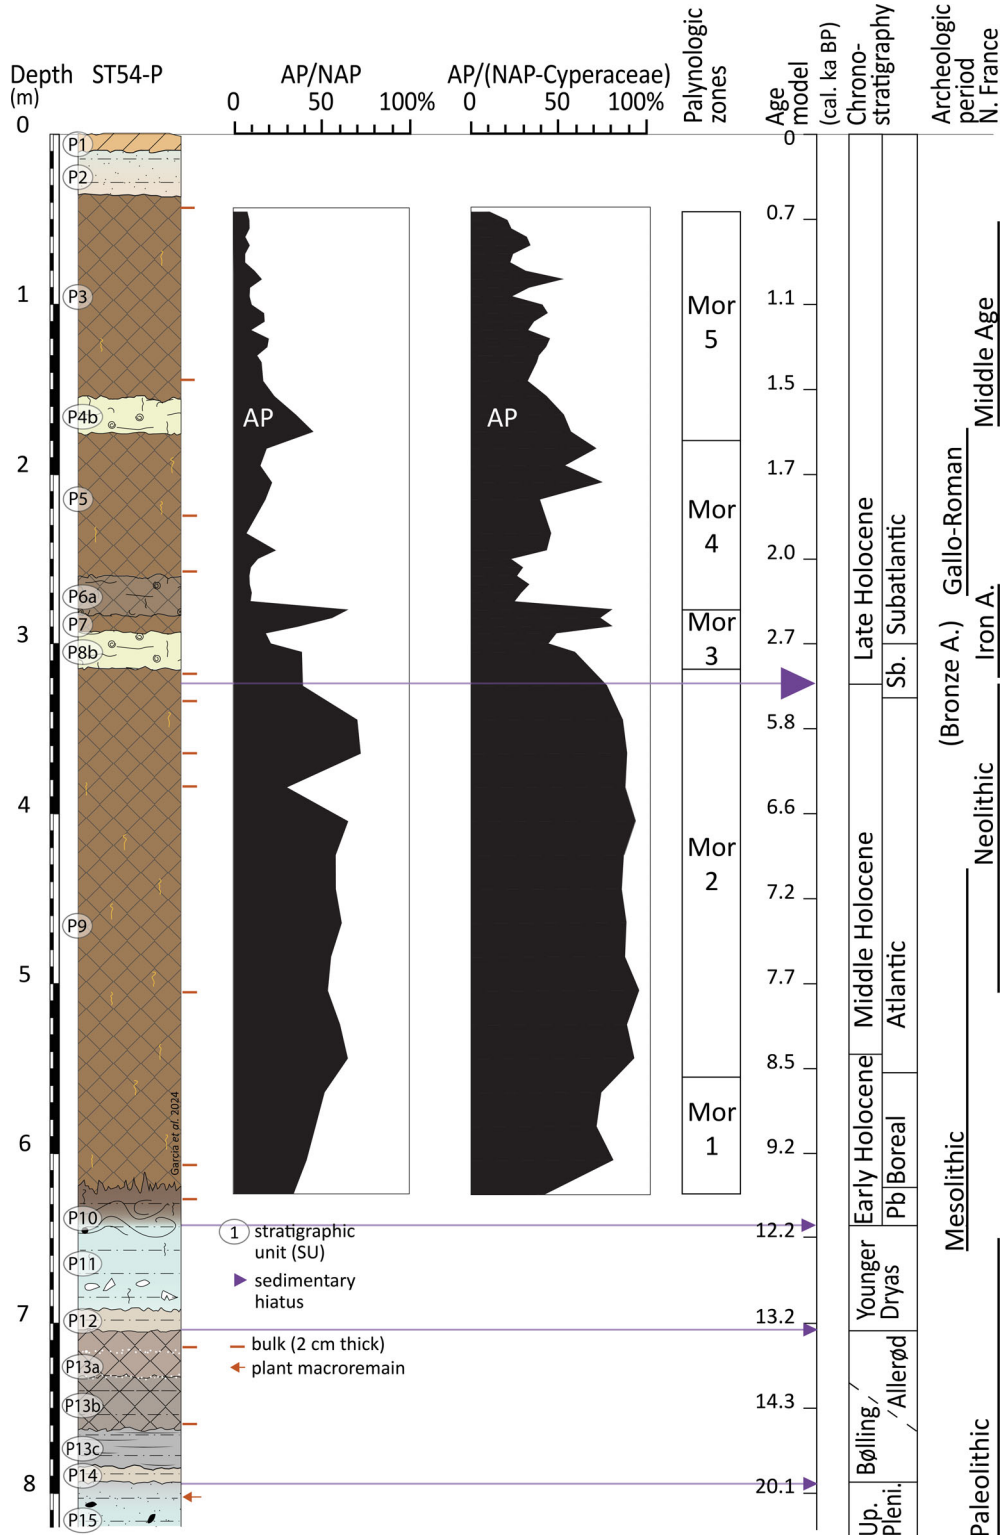 Depth
(m)
ST54-P
AP/NAP
0 50 100%
AP/(NAP-Cyperaceae)
0 50 100%
Palynologic
zones
Age
model
(cal. ka BP)
Chrono-
stratigraphy
Archeologic
period
N. France
0
1
2
3
4
5
6
7
8
P1
P2
P3
P4b
P5
P6a
P7
P8b
P9
P10
P11
P12
P13a
P13b
P13c
P14
P15
Garcia et al. 2024
AP
AP
Mor
5
Mor
4
Mor
3
Mor
2
Mor
1
0
0.7
1.1
1.5
1.7
2.0
2.7
5.8
6.6
7.2
7.7
8.5
9.2
12.2
13.2
14.3
20.1
Late Holocene
Middle Holocene
Early Holocene
Subatlantic
Sb.
Atlantic
Boreal
Pb
Younger
Dryas
Allerød
Bølling
Up.
Pleni.
Middle Age
Gallo-Roman
Iron A.
(Bronze A.)
Neolithic
Mesolithic
Paleolithic
1 stratigraphic
unit (SU)
sedimentary
hiatus
bulk (2 cm thick)
plant macroremain